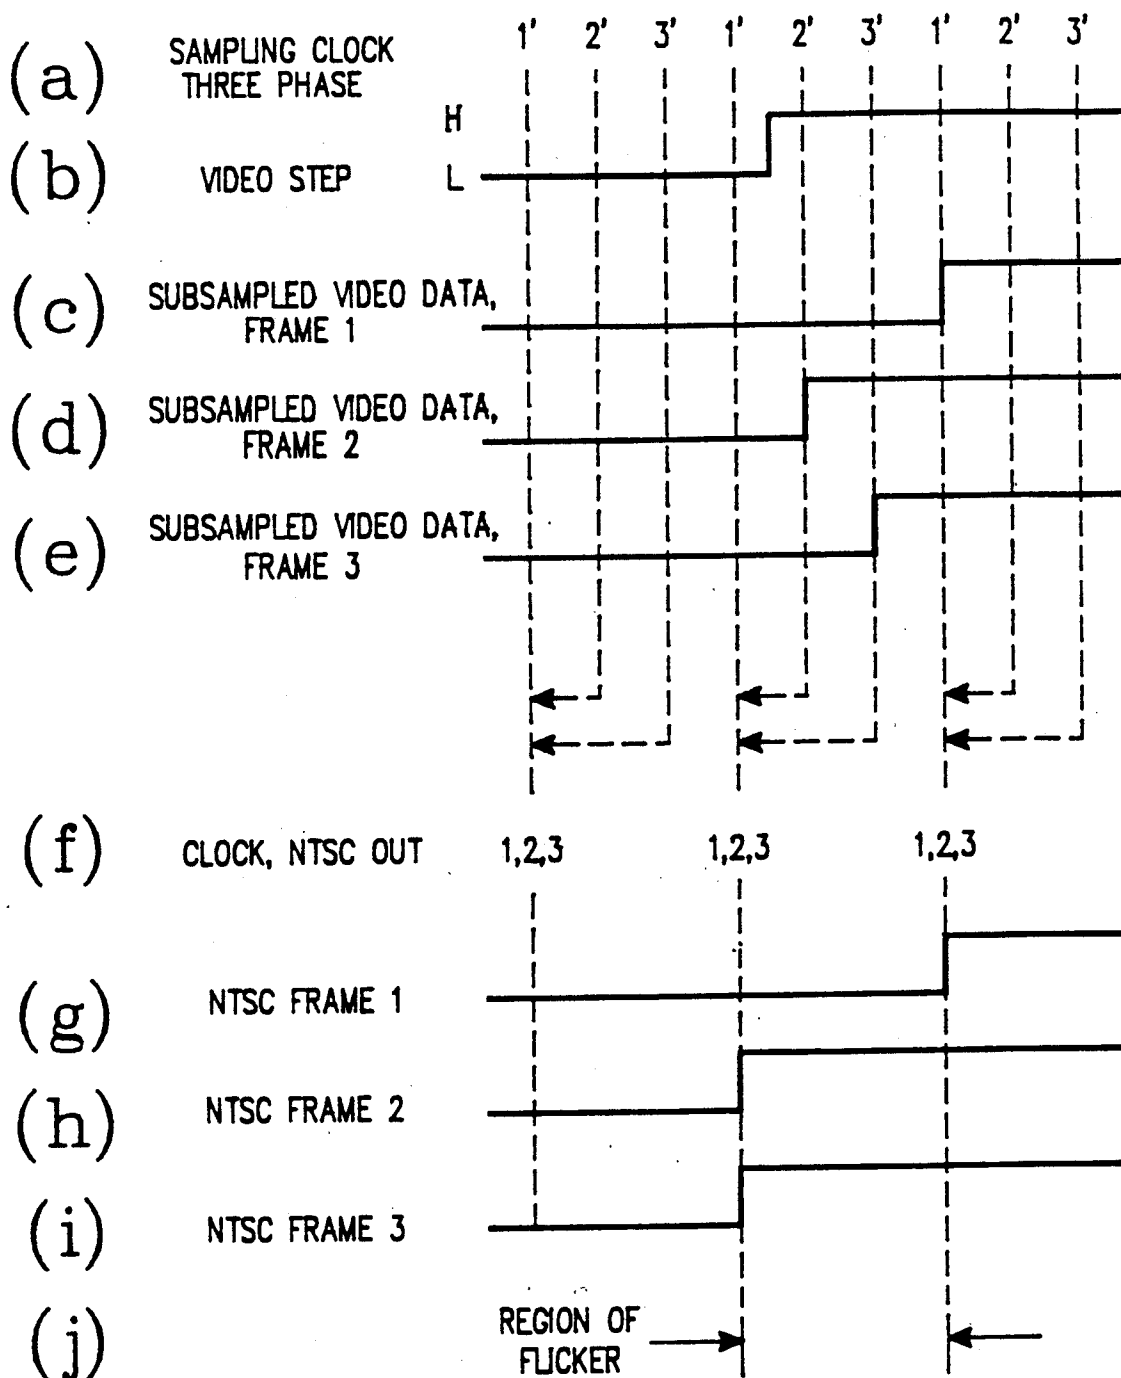 1' 2' 3' 1' 2' 3' 1' 2' 3'
(a) SAMPLING CLOCK
THREE PHASE
H
(b) VIDEO STEP L
(c) SUBSAMPLED VIDEO DATA,
FRAME 1
(d) SUBSAMPLED VIDEO DATA,
FRAME 2
(e) SUBSAMPLED VIDEO DATA,
FRAME 3
(f) CLOCK, NTSC OUT 1,2,3 1,2,3 1,2,3
(g) NTSC FRAME 1
(h) NTSC FRAME 2
(i) NTSC FRAME 3
(j) REGION OF
FLICKER